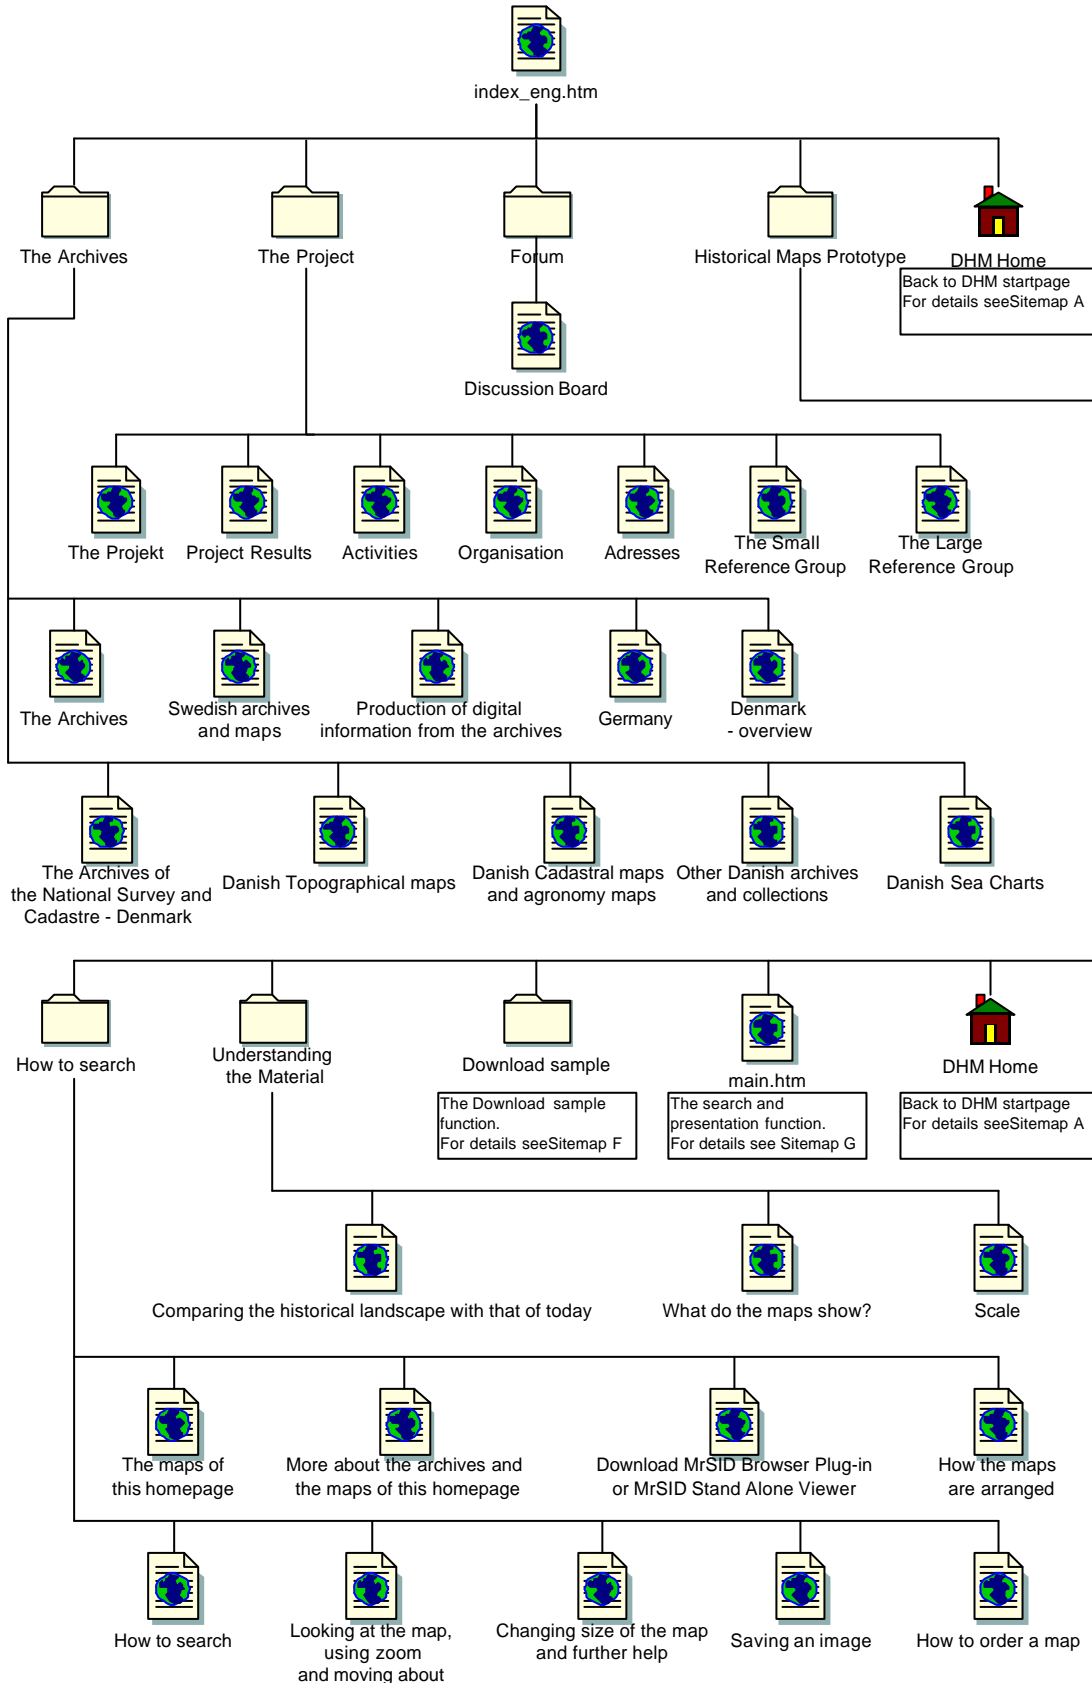 index_eng.htm
The Archives
The Project
Forum
Historical Maps Prototype
DHM Home
Back to DHM startpage
For details seeSitemap A
Discussion Board
The Projekt
Project Results
Activities
Organisation
Adresses
The Small
Reference Group
The Large
Reference Group
The Archives
Swedish archives
and maps
Production of digital
information from the archives
Germany
Denmark
- overview
The Archives of
the National Survey and
Cadastre - Denmark
Danish Topographical maps
Danish Cadastral maps
and agronomy maps
Other Danish archives
and collections
Danish Sea Charts
How to search
Understanding
the Material
Download sample
The Download sample
function.
For details seeSitemap F
main.htm
The search and
presentation function.
For details see Sitemap G
DHM Home
Back to DHM startpage
For details seeSitemap A
Comparing the historical landscape with that of today
What do the maps show?
Scale
The maps of
this homepage
More about the archives and
the maps of this homepage
Download MrSID Browser Plug-in
or MrSID Stand Alone Viewer
How the maps
are arranged
How to search
Looking at the map,
using zoom
and moving about
Changing size of the map
and further help
Saving an image
How to order a map